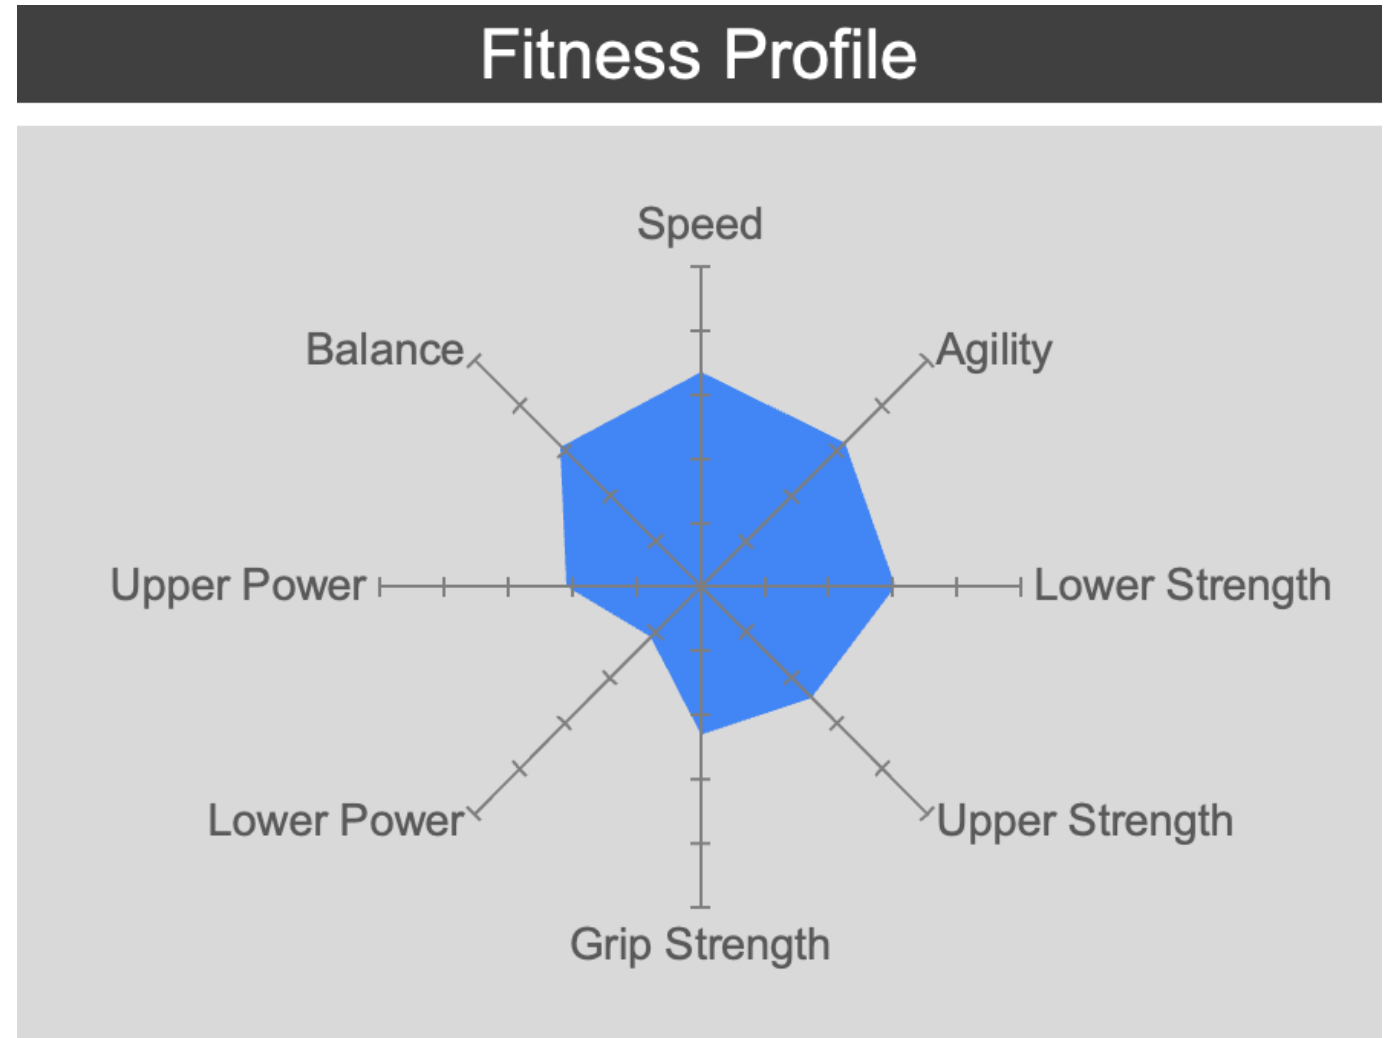 Fitness Profile
Speed
Balance
Agility
Upper Power
Lower Strength
Lower Power
Upper Strength
Grip Strength